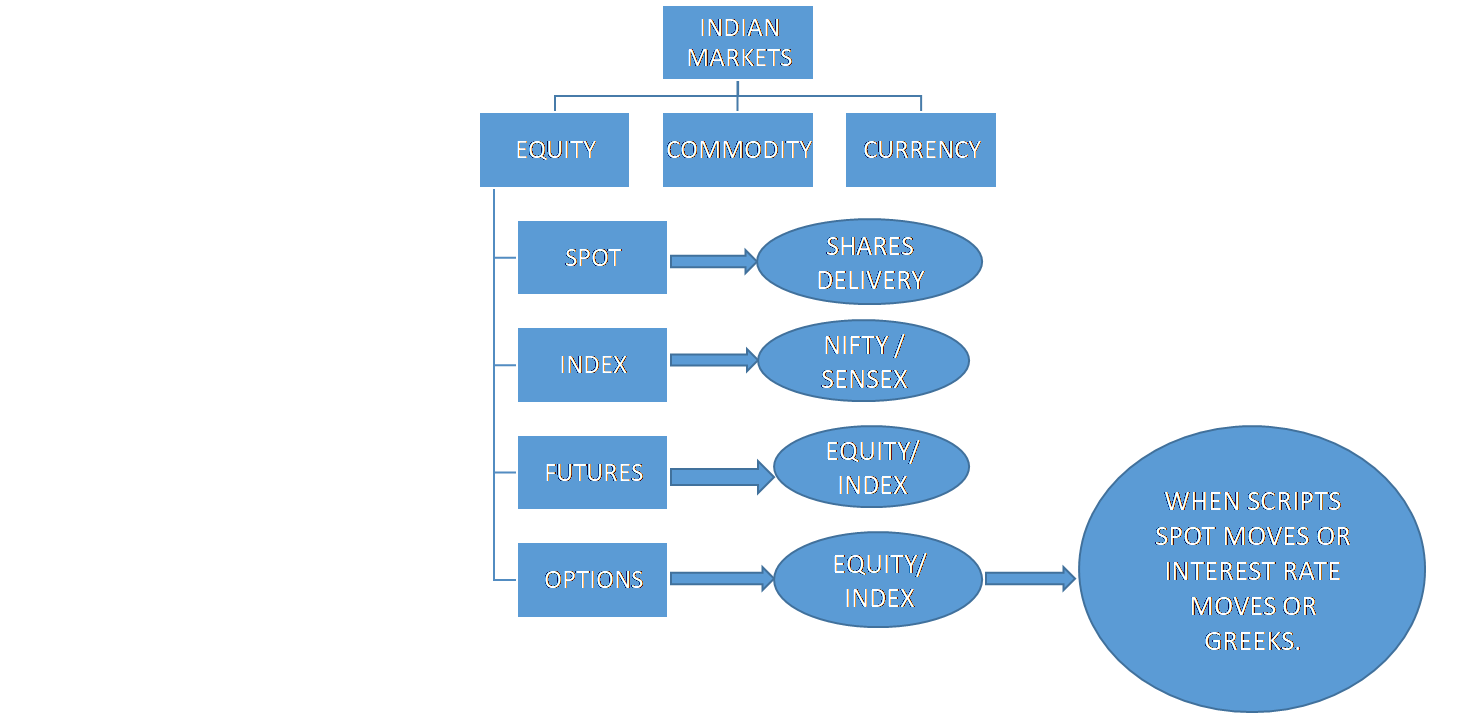 INDIAN
MARKETS
EQUITY
COMMODITY
CURRENCY
SPOT
SHARES
DELIVERY
INDEX
NIFTY /
SENSEX
FUTURES
EQUITY/
INDEX
OPTIONS
EQUITY/
INDEX
WHEN SCRIPTS
SPOT MOVES OR
INTEREST RATE
MOVES OR
GREEKS.